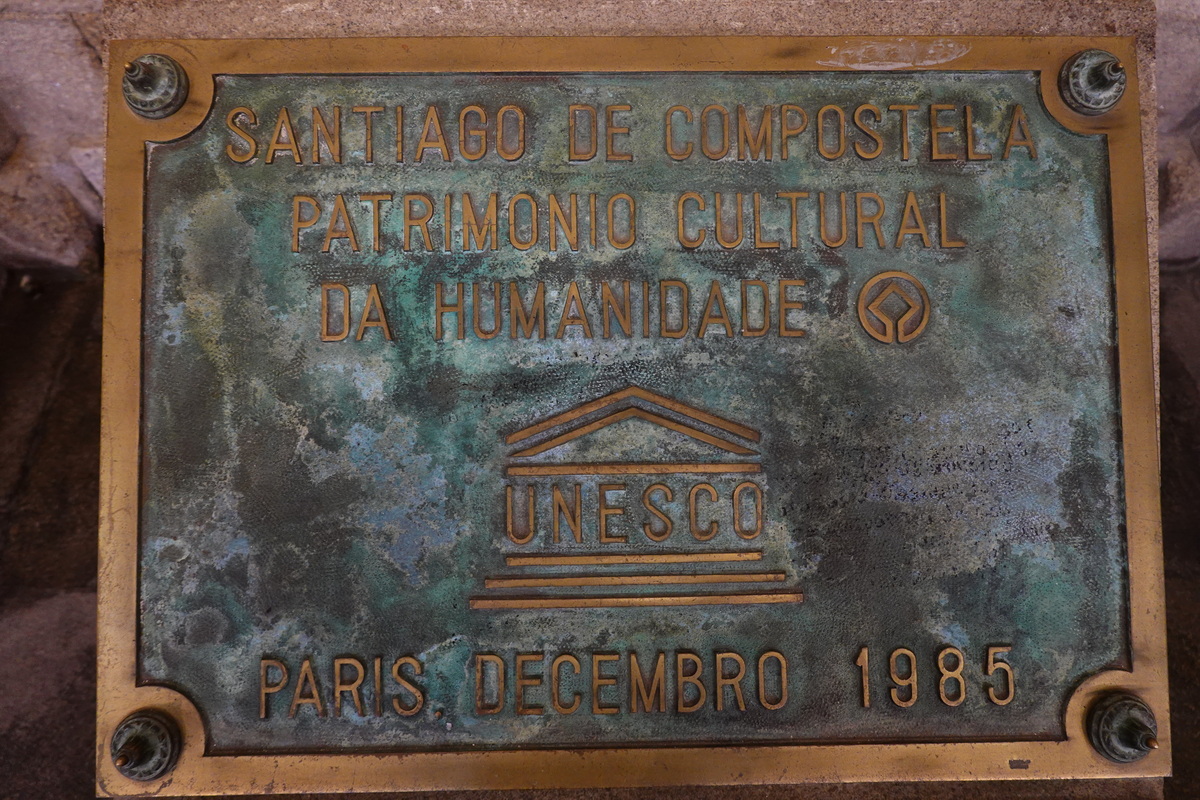 SANTIAGO DE COMPOSTELA
PATRIMONIO CULTURAL
DA HUMANIDADE
UNESCO
PARIS, DECEMBRO 1985